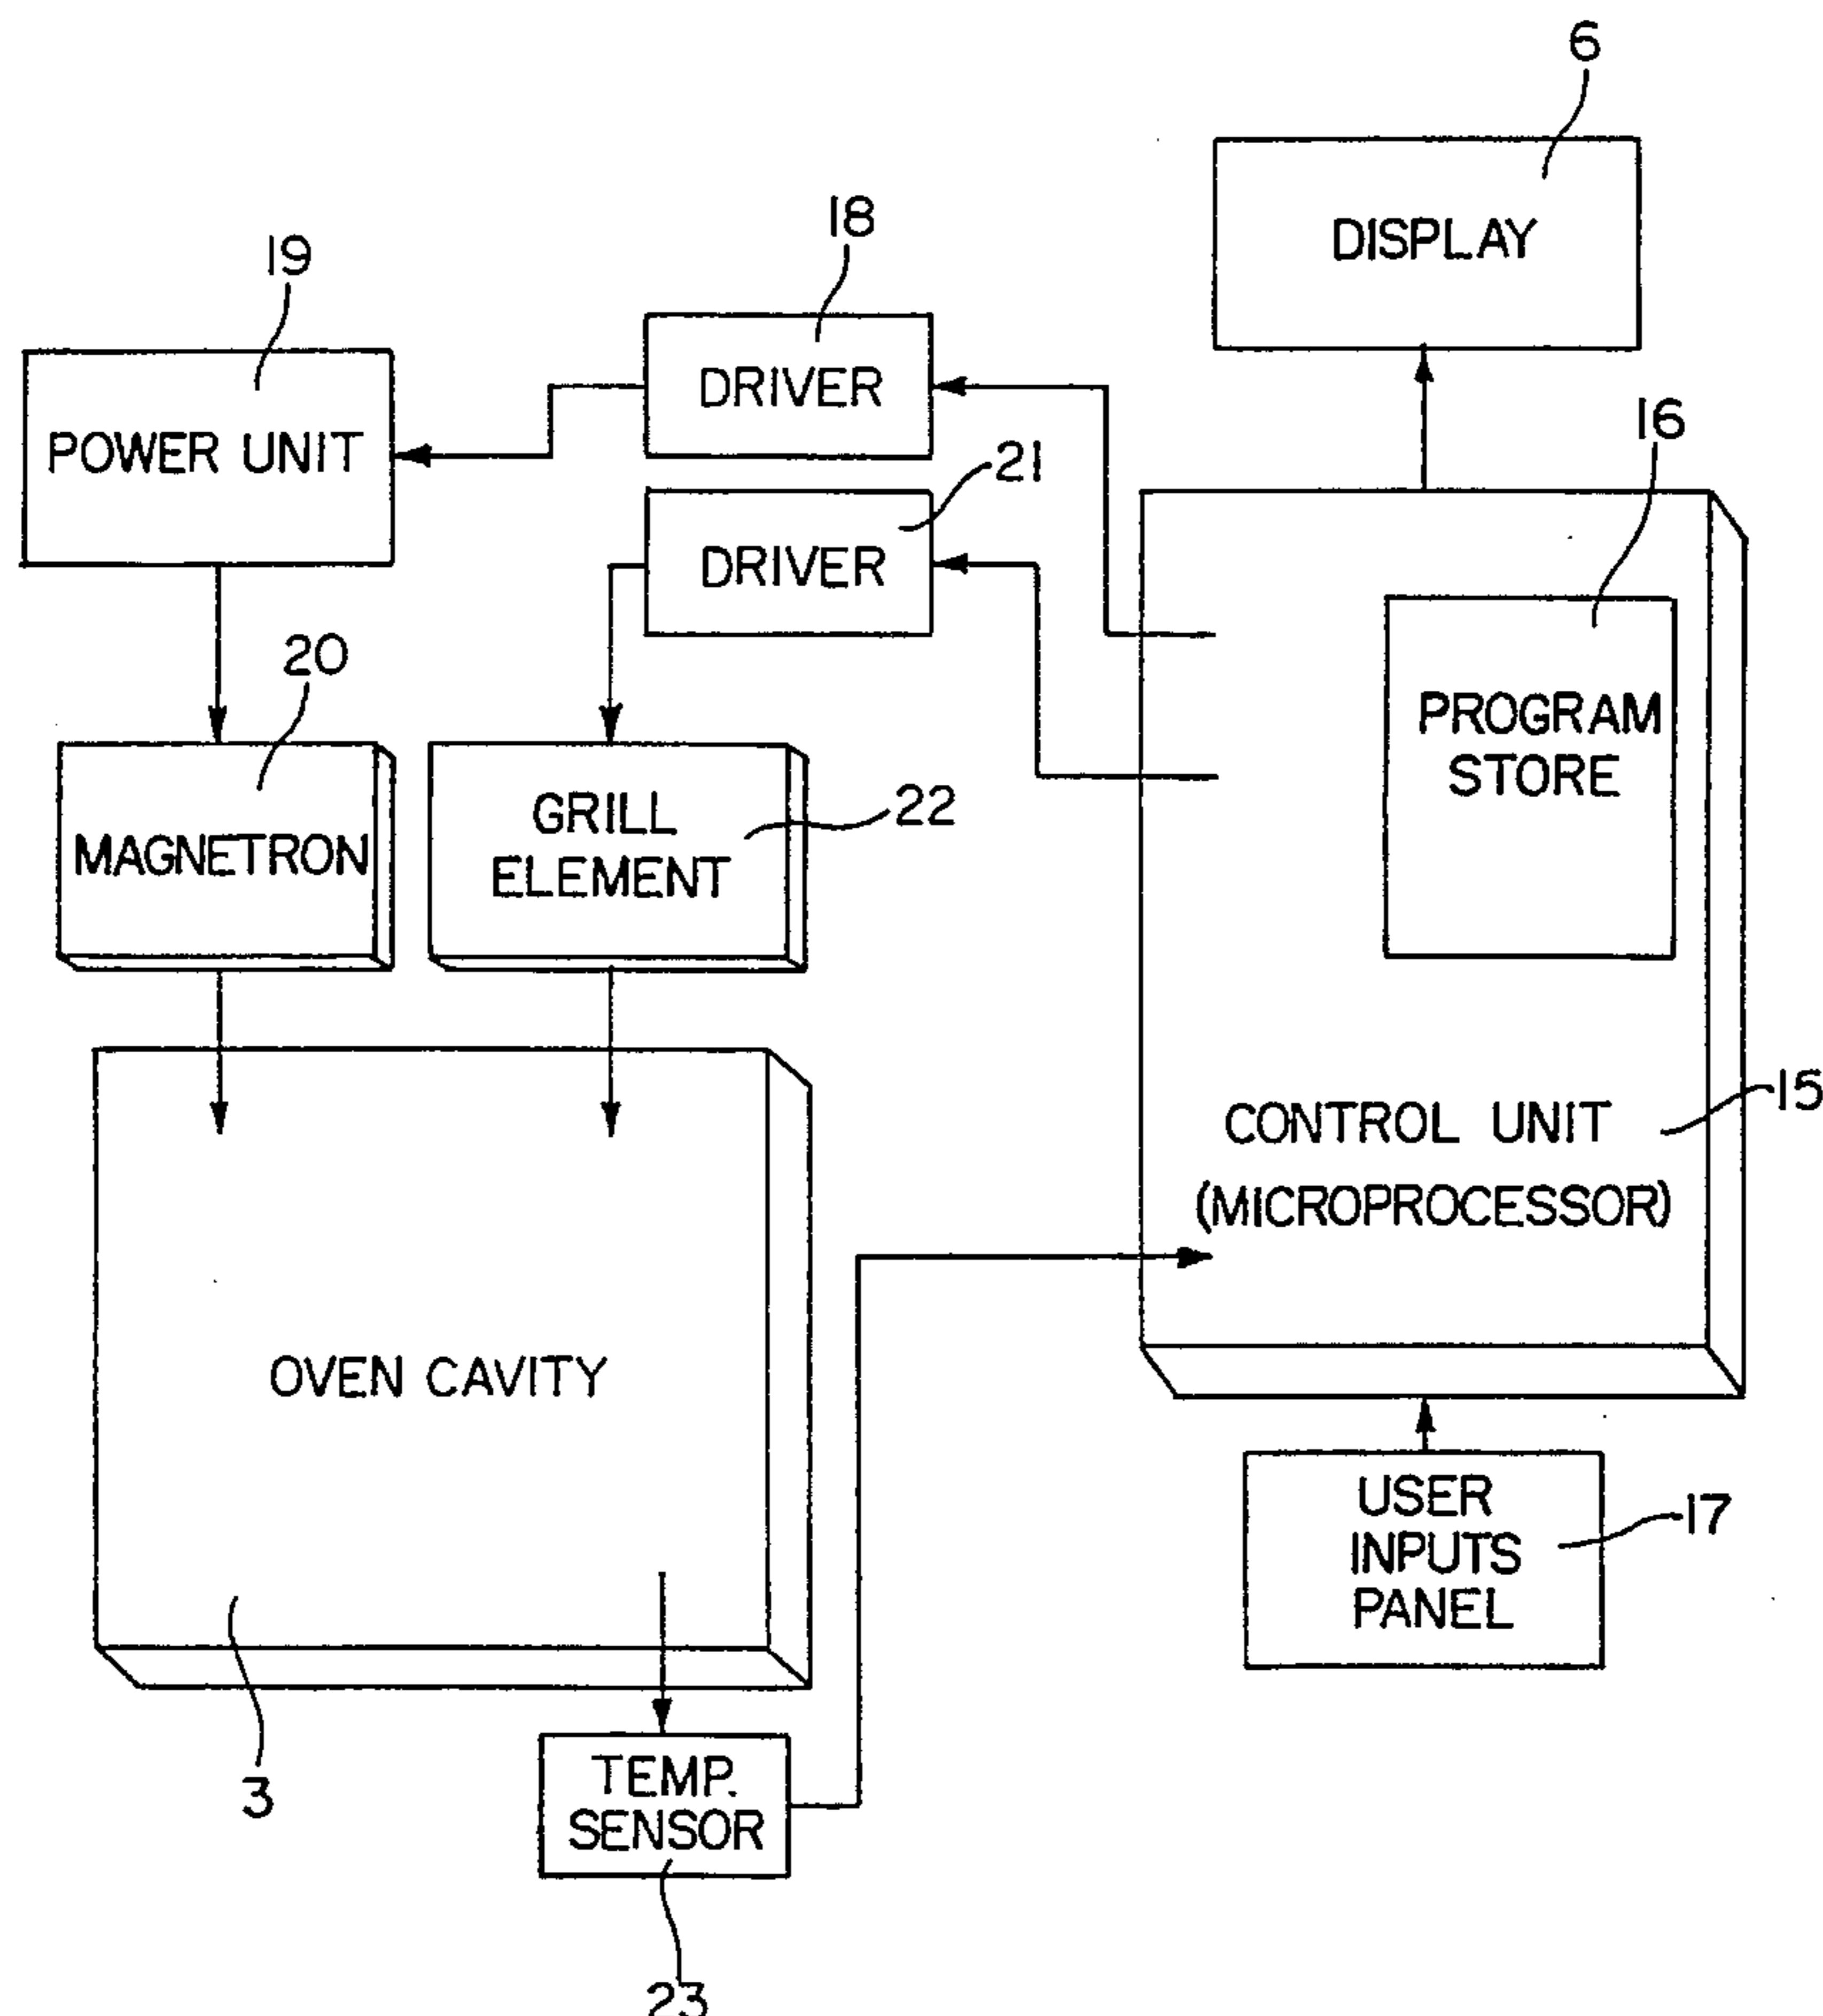 6
DISPLAY
18
19
DRIVER
POWER UNIT
16
21
DRIVER
20
PROGRAM
STORE
GRILL
ELEMENT
22
MAGNETRON
15
CONTROL UNIT
(MICROPROCESSOR)
OVEN CAVITY
USER
INPUTS
PANEL
17
3
TEMP.
SENSOR
23